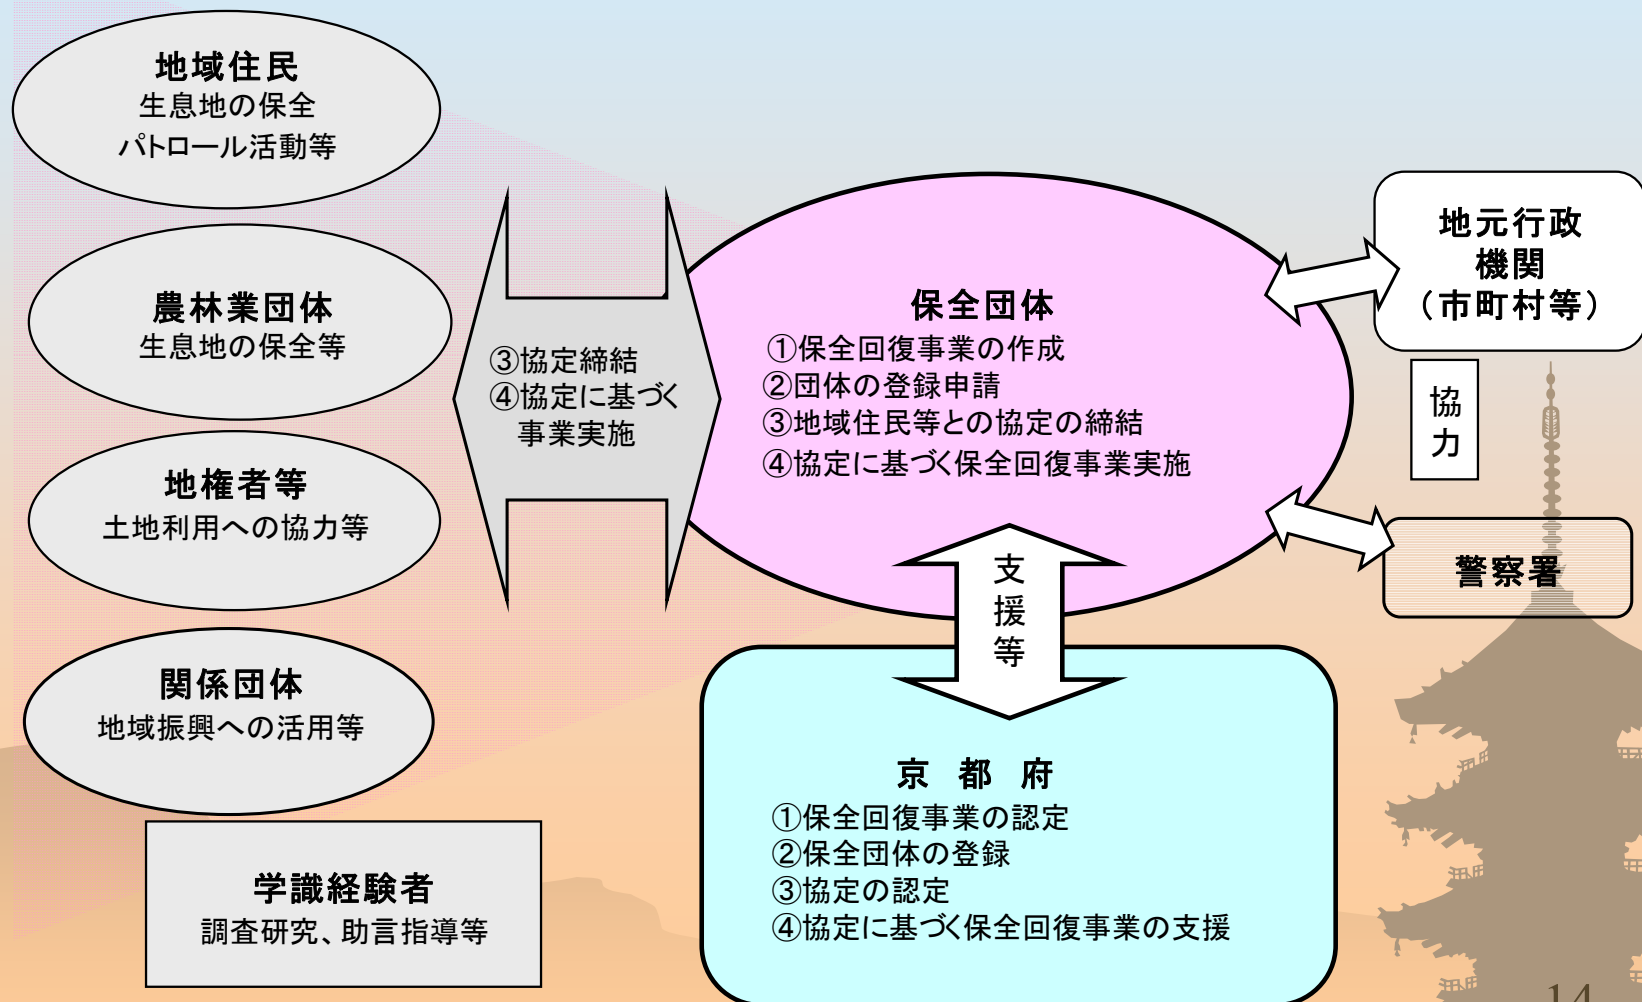 地域住民
生息地の保全
パトロール活動等
農林業団体
生息地の保全等
地権者等
土地利用への協力等
関係団体
地域振興への活用等
学識経験者
調査研究、助言指導等
③協定締結
④協定に基づく
事業実施
保全団体
①保全回復事業の作成
②団体の登録申請
③地域住民等との協定の締結
④協定に基づく保全回復事業実施
支援等
京都府
①保全回復事業の認定
②保全団体の登録
③協定の認定
④協定に基づく保全回復事業の支援
地元行政
機関
（市町村等）
協力
警察署
14